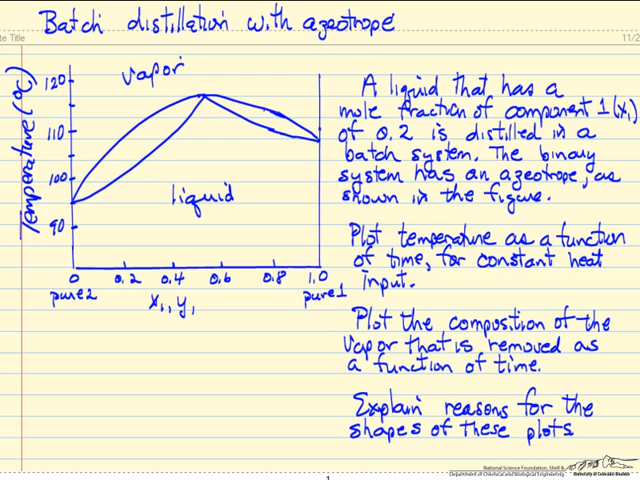 te Title
11/2
Batch distillation with azeotrope
Temperature (°C)
120
110
100
90
vapor
liquid
0 0.2 0.4 0.6 0.8 1.0
pure 2 x₁, y₁ pure 1
A liquid that has a
mole fraction of component 1 (x₁)
of 0.2 is distilled in a
batch system. The binary
system has an azeotrope, as
shown in the figure.
Plot temperature as a function
of time, for constant heat
input.
Plot the compostion of the
vapor that is removed as
a function of time.
Explain reasons for the
shapes of these plots
National Science Foundation, Shell &
Department of Chemical and Biological Engineering
University of Colorado Boulder
1